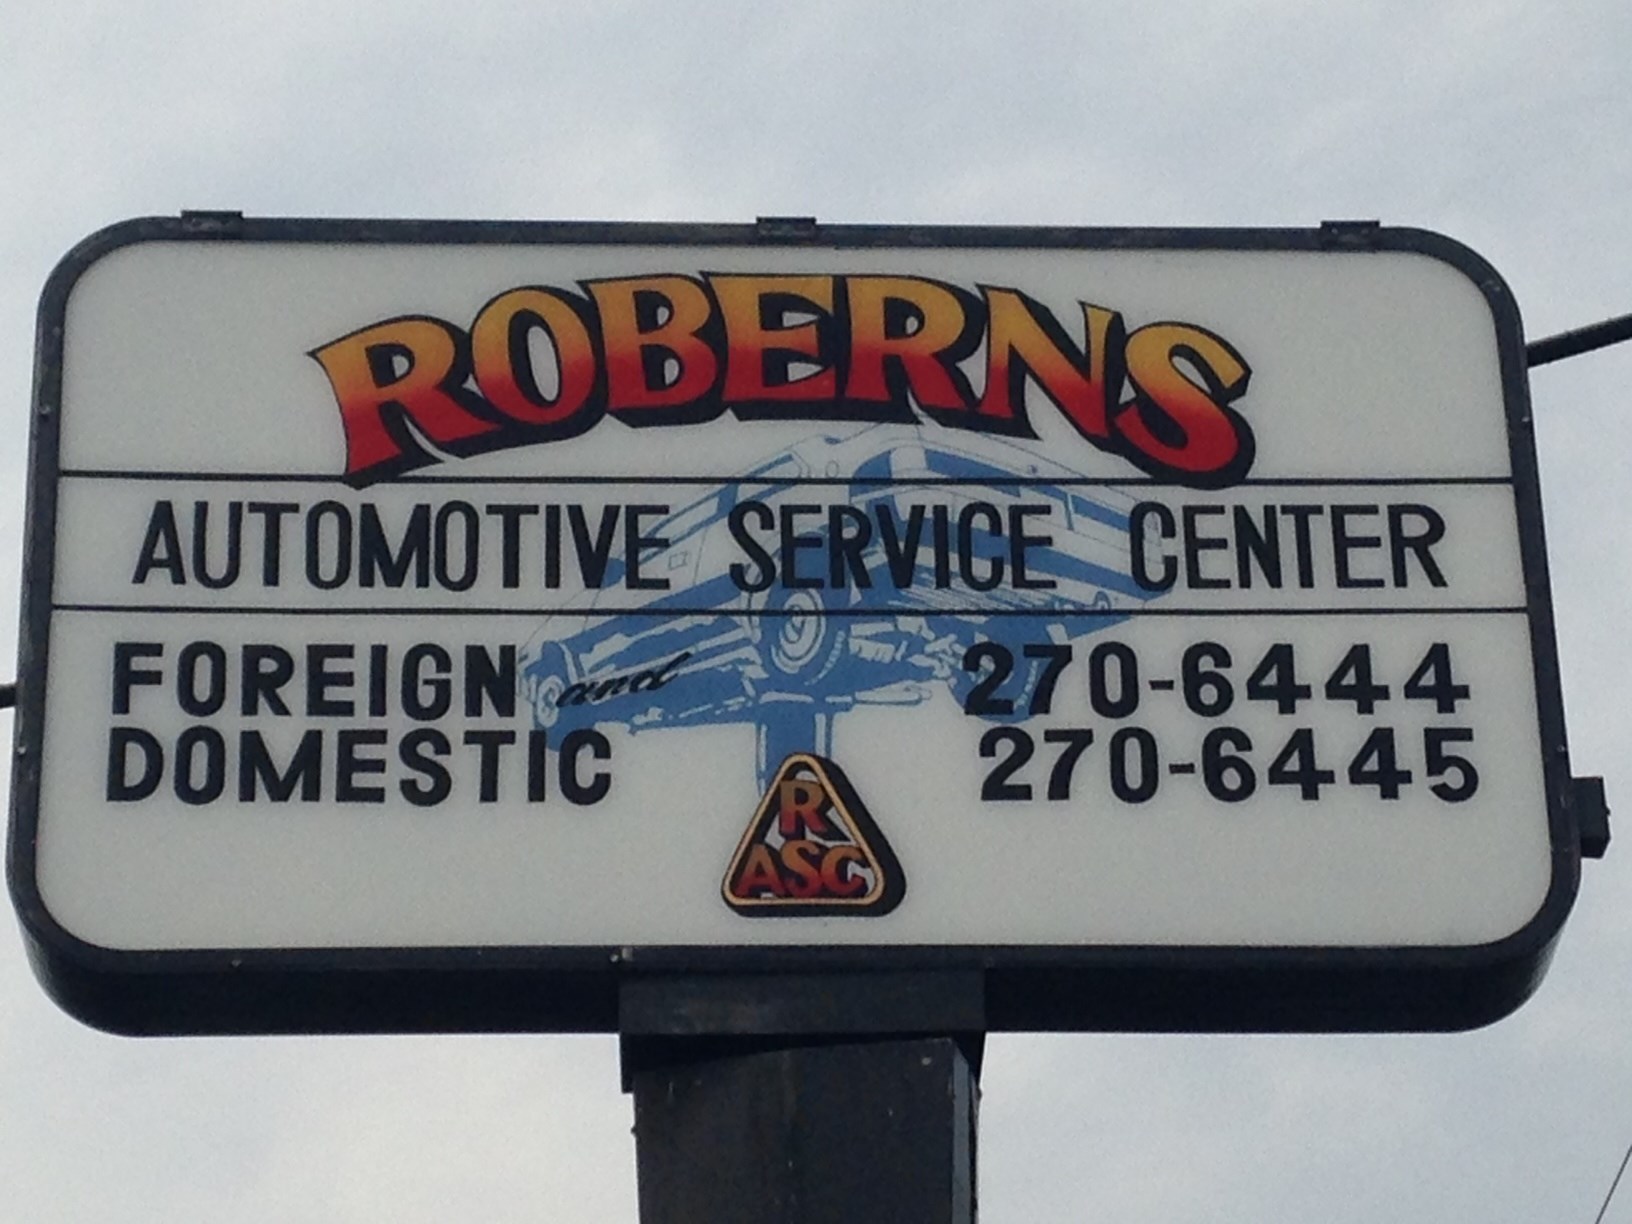 ROBERNS
AUTOMOTIVE SERVICE CENTER
FOREIGN and 270-6444
DOMESTIC 270-6445
R
ASC